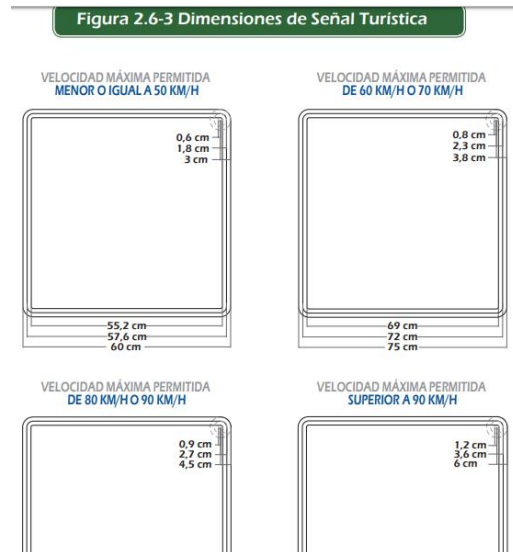 Figura 2.6-3 Dimensiones de Señal Turística
VELOCIDAD MÁXIMA PERMITIDA
MENOR O IGUAL A 50 KM/H
0,6 cm
1,8 cm
3 cm
55,2 cm
57,6 cm
60 cm
VELOCIDAD MÁXIMA PERMITIDA
DE 60 KM/H O 70 KM/H
0,8 cm
2,3 cm
3,8 cm
69 cm
72 cm
75 cm
VELOCIDAD MÁXIMA PERMITIDA
DE 80 KM/H O 90 KM/H
0,9 cm
2,7 cm
4,5 cm
VELOCIDAD MÁXIMA PERMITIDA
SUPERIOR A 90 KM/H
1,2 cm
3,6 cm
6 cm